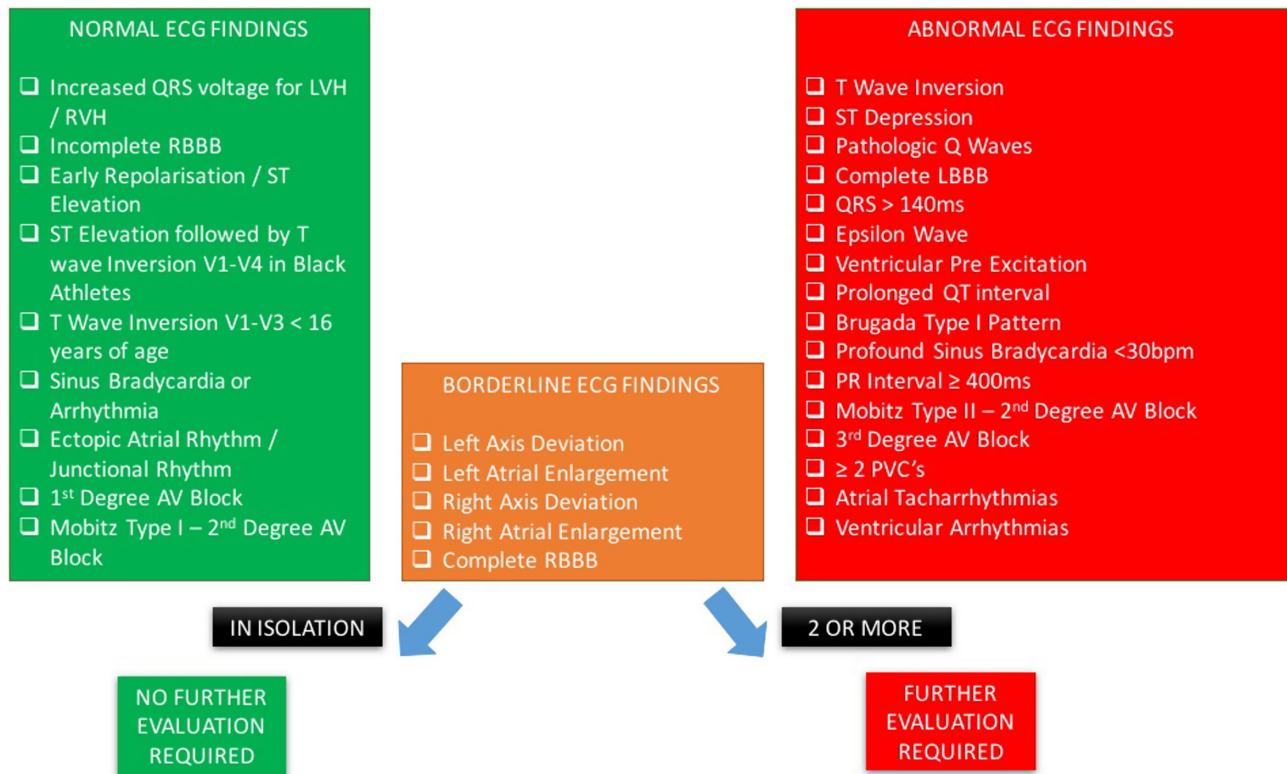 NORMAL ECG FINDINGS
❑ Increased QRS voltage for LVH
/ RVH
❑ Incomplete RBBB
❑ Early Repolarisation / ST
Elevation
❑ ST Elevation followed by T
wave Inversion V1-V4 in Black
Athletes
❑ T Wave Inversion V1-V3 < 16
years of age
❑ Sinus Bradycardia or
Arrhythmia
❑ Ectopic Atrial Rhythm /
Junctional Rhythm
❑ 1st Degree AV Block
❑ Mobitz Type I – 2nd Degree AV
Block
BORDERLINE ECG FINDINGS
❑ Left Axis Deviation
❑ Left Atrial Enlargement
❑ Right Axis Deviation
❑ Right Atrial Enlargement
❑ Complete RBBB
ABNORMAL ECG FINDINGS
❑ T Wave Inversion
❑ ST Depression
❑ Pathologic Q Waves
❑ Complete LBBB
❑ QRS > 140ms
❑ Epsilon Wave
❑ Ventricular Pre Excitation
❑ Prolonged QT interval
❑ Brugada Type I Pattern
❑ Profound Sinus Bradycardia <30bpm
❑ PR Interval ≥ 400ms
❑ Mobitz Type II – 2nd Degree AV Block
❑ 3rd Degree AV Block
❑ ≥ 2 PVC's
❑ Atrial Tacharrhythmias
❑ Ventricular Arrhythmias
IN ISOLATION
2 OR MORE
NO FURTHER
EVALUATION
REQUIRED
FURTHER
EVALUATION
REQUIRED